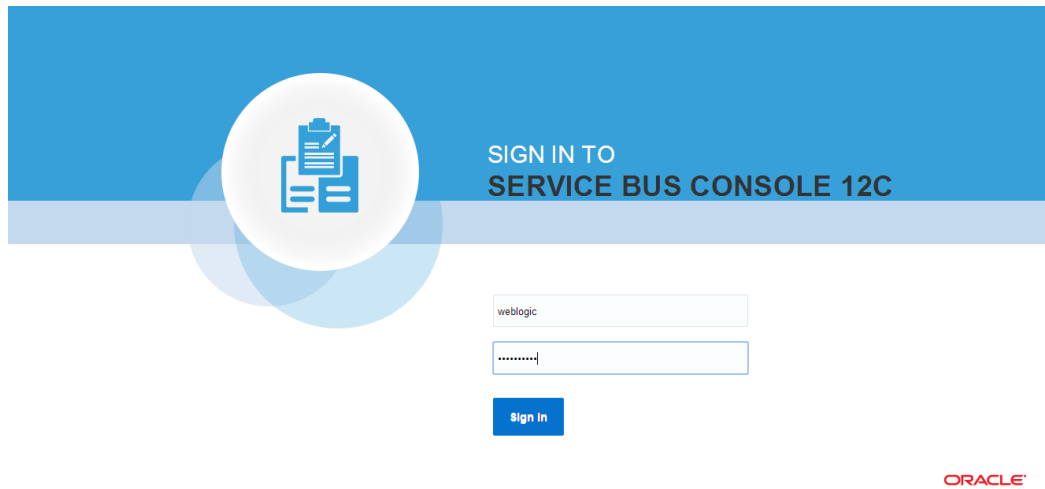 SIGN IN TO
SERVICE BUS CONSOLE 12C
weblogic
••••••••••
Sign In
ORACLE